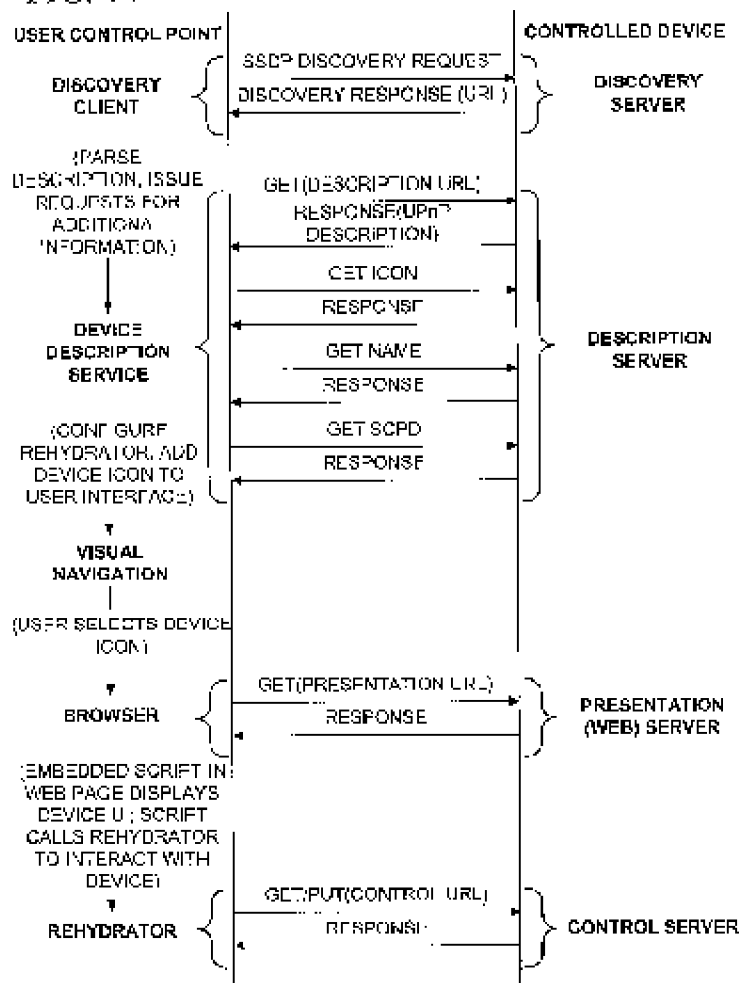 USER CONTROL POINT
CONTROLLED DEVICE
SSDP DISCOVERY REQUEST
DISCOVERY CLIENT
DISCOVERY RESPONSE (URL)
DISCOVERY SERVER
(PARSE
DESCRIPTION, ISSUE
REQUESTS FOR
ADDITIONA
INFORMATION)
GET(DESCRIPTION URL)
RESPONSE(UPnP
DESCRIPTION)
GET ICON
RESPONSE
DEVICE
DESCRIPTION
SERVICE
GET NAME
RESPONSE
DESCRIPTION
SERVER
(CONFIGURE
REHYDRATOR, ADD
DEVICE ICON TO
USER INTERFACE)
GET SCPD
RESPONSE
VISUAL
NAVIGATION
(USER SELECTS DEVICE
ICON)
BROWSER
GET(PRESENTATION URL)
RESPONSE
PRESENTATION
(WEB) SERVER
(EMBEDDED SCRIPT IN
WEB PAGE DISPLAYS
DEVICE U ; SCRIPT
CALLS REHYDRATOR
TO INTERACT WITH
DEVICE)
REHYDRATOR
GET/PUT(CONTROL URL)
RESPONSE
CONTROL SERVER